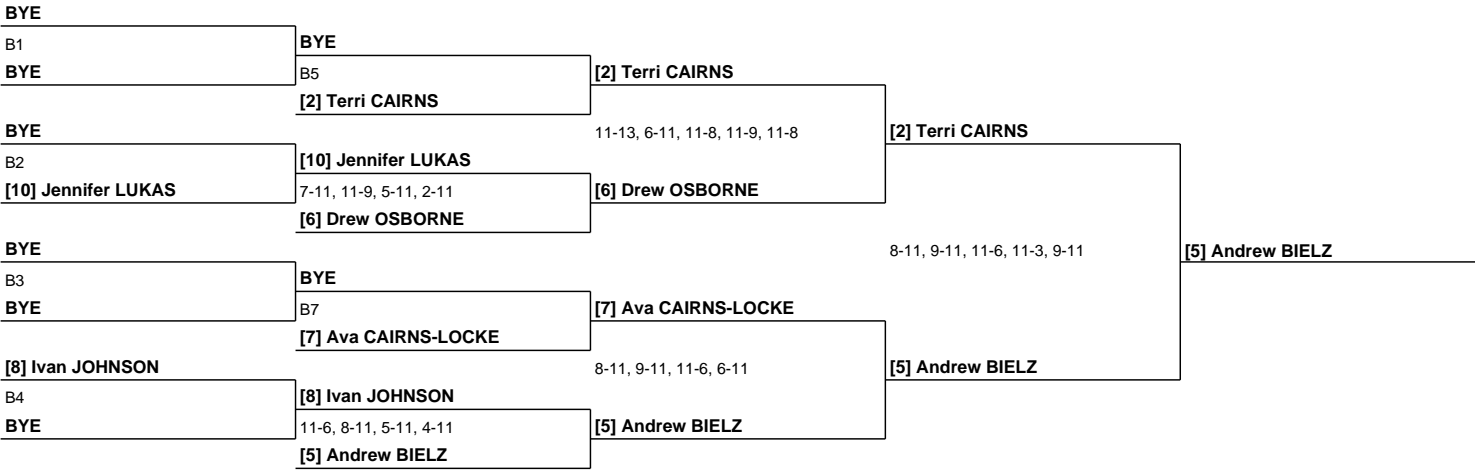 BYE
B1
BYE
BYE
B5
[2] Terri CAIRNS
[2] Terri CAIRNS
BYE
B2
[10] Jennifer LUKAS
[10] Jennifer LUKAS
7-11, 11-9, 5-11, 2-11
[6] Drew OSBORNE
11-13, 6-11, 11-8, 11-9, 11-8
[6] Drew OSBORNE
[2] Terri CAIRNS
BYE
B3
BYE
BYE
B7
[7] Ava CAIRNS-LOCKE
[7] Ava CAIRNS-LOCKE
[8] Ivan JOHNSON
B4
BYE
[8] Ivan JOHNSON
11-6, 8-11, 5-11, 4-11
[5] Andrew BIELZ
8-11, 9-11, 11-6, 6-11
[5] Andrew BIELZ
[5] Andrew BIELZ
8-11, 9-11, 11-6, 11-3, 9-11
[5] Andrew BIELZ